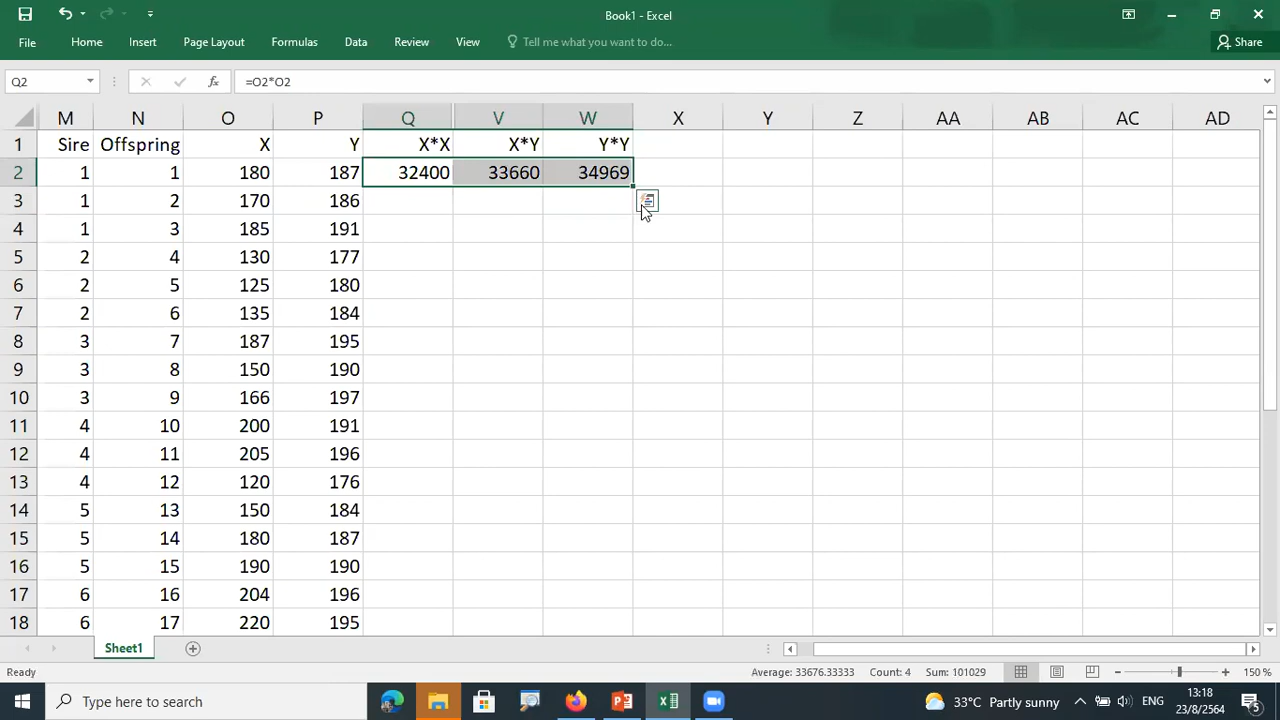 Book1 - Excel
File Home Insert Page Layout Formulas Data Review View Tell me what you want to do... Share
Q2 fx =O2*O2
M N O P Q V W X Y Z AA AB AC AD
1 Sire Offspring X Y X*X X*Y Y*Y
2 1 1 180 187 32400 33660 34969
3 1 2 170 186
4 1 3 185 191
5 2 4 130 177
6 2 5 125 180
7 2 6 135 184
8 3 7 187 195
9 3 8 150 190
10 3 9 166 197
11 4 10 200 191
12 4 11 205 196
13 4 12 120 176
14 5 13 150 184
15 5 14 180 187
16 5 15 190 190
17 6 16 204 196
18 6 17 220 195
Sheet1
Ready Average: 33676.33333 Count: 4 Sum: 101029 150 %
Type here to search 33°C Partly sunny ENG 13:18
23/8/2564 5